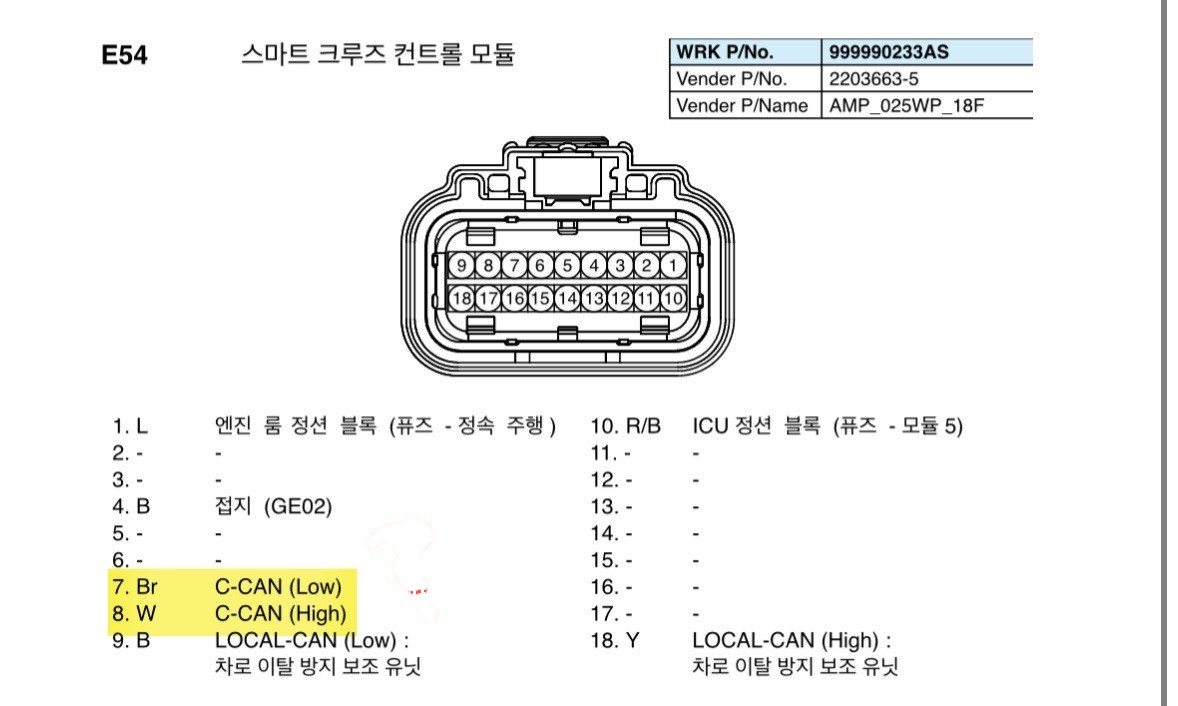 E54 스마트 크루즈 컨트롤 모듈
WRK P/No. 999990233AS
Vender P/No. 2203663-5
Vender P/Name AMP_025WP_18F
9 8 7 6 5 4 3 2 1
18 17 16 15 14 13 12 11 10
1. L 엔진 룸 정션 블록 (퓨즈 - 정속 주행 )
2. - -
3. - -
4. B 접지 (GE02)
5. - -
6. - -
7. Br C-CAN (Low)
8. W C-CAN (High)
9. B LOCAL-CAN (Low) :
차로 이탈 방지 보조 유닛
10. R/B ICU 정션 블록 (퓨즈 - 모듈 5)
11. - -
12. - -
13. - -
14. - -
15. - -
16. - -
17. - -
18. Y LOCAL-CAN (High) :
차로 이탈 방지 보조 유닛